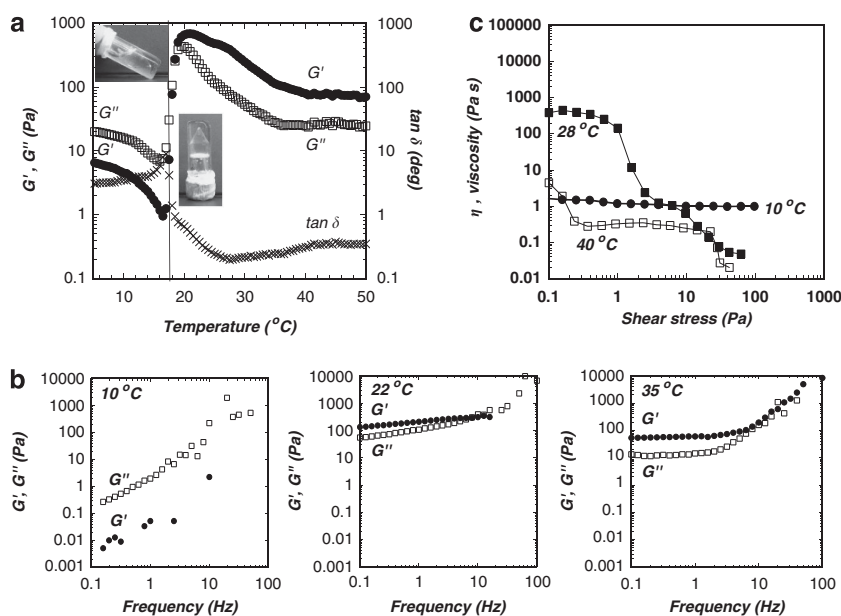 a
1000
100
10
1
0.1
G', G'' (Pa)
G''
G'
G'
G''
tan δ
1000
100
10
1
0.1
tan δ (deg)
10 20 30 40 50
Temperature (°C)
c
100000
10000
1000
100
10
1
0.1
0.01
η , viscosity (Pa s)
28 °C
10 °C
40 °C
0.1 1 10 100 1000
Shear stress (Pa)
b
10 °C
10000
1000
100
10
1
0.1
0.01
0.001
G', G'' (Pa)
G''
G'
0.1 1 10 100
Frequency (Hz)
22 °C
10000
1000
100
10
1
0.1
0.01
0.001
G', G'' (Pa)
G'
G''
0.1 1 10 100
Frequency (Hz)
35 °C
10000
1000
100
10
1
0.1
0.01
0.001
G', G'' (Pa)
G'
G''
0.1 1 10 100
Frequency (Hz)